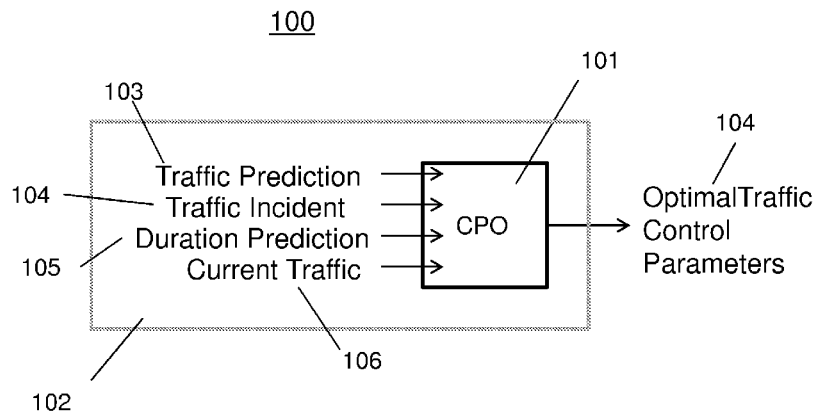 100
101
103
104
104
Traffic Prediction
Traffic Incident
Duration Prediction
Current Traffic
CPO
OptimalTraffic
Control
Parameters
105
106
102